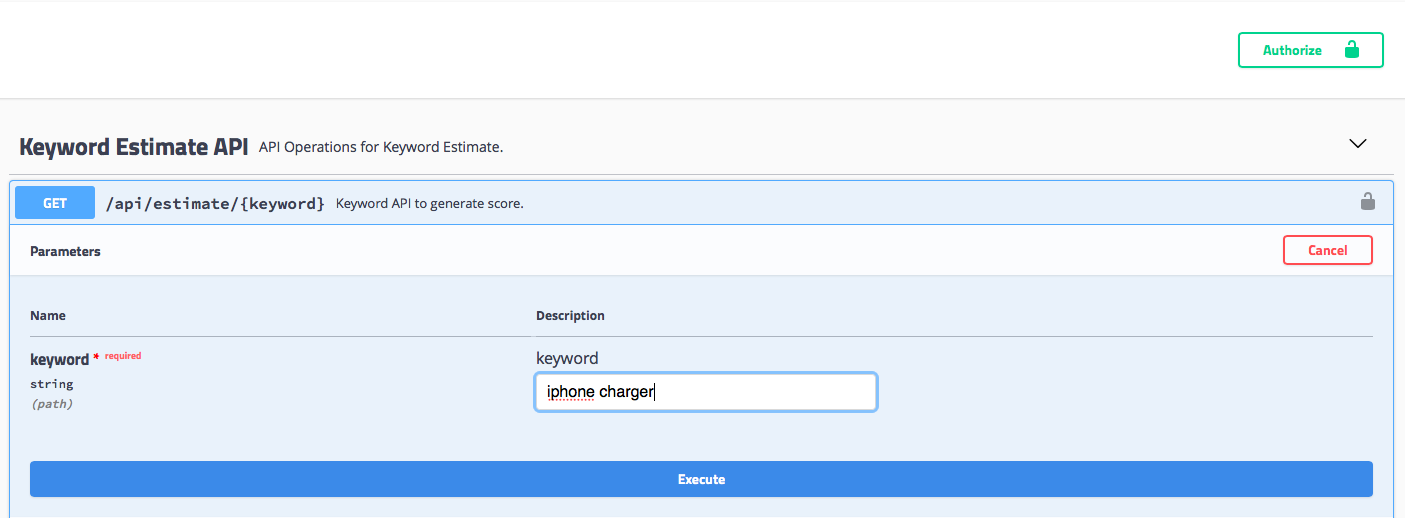 Authorize
Keyword Estimate API API Operations for Keyword Estimate.
GET /api/estimate/{keyword} Keyword API to generate score.
Parameters Cancel
Name Description
keyword * required keyword
string iphone charger
(path)
Execute